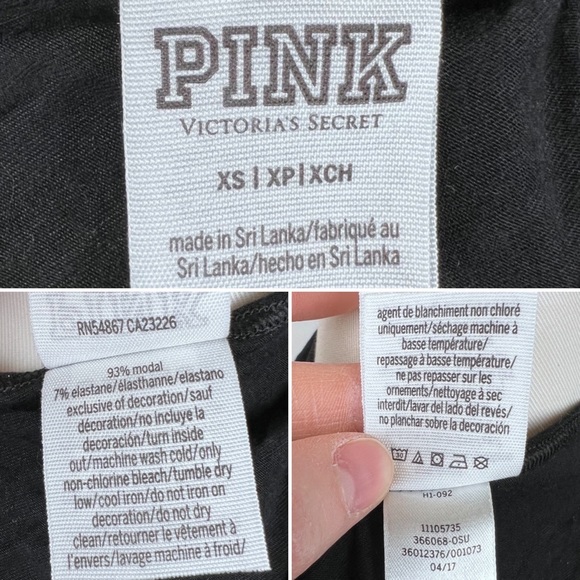 PINK
VICTORIA'S SECRET
XS | XP | XCH
made in Sri Lanka/fabriqué au
Sri Lanka/hecho en Sri Lanka
RN54867 CA23226
93% modal
7% elastane/élasthanne/elastano
exclusive of decoration/sauf
décoration/no incluye la
decoración/turn inside
out/machine wash cold/only
non-chlorine bleach/tumble dry
low/cool iron/do not iron on
decoration/do not dry
clean/retourner le vêtement à
l'envers/lavage machine à froid/
agent de blanchiment non chloré
uniquement/séchage machine à
basse température/
repassage à basse température/
ne pas repasser sur les
ornements/nettoyage à sec
interdit/lavar del lado del revés/
no planchar sobre la decoración
H1-092
11105735
366068-OSU
36012376/001073
04/17